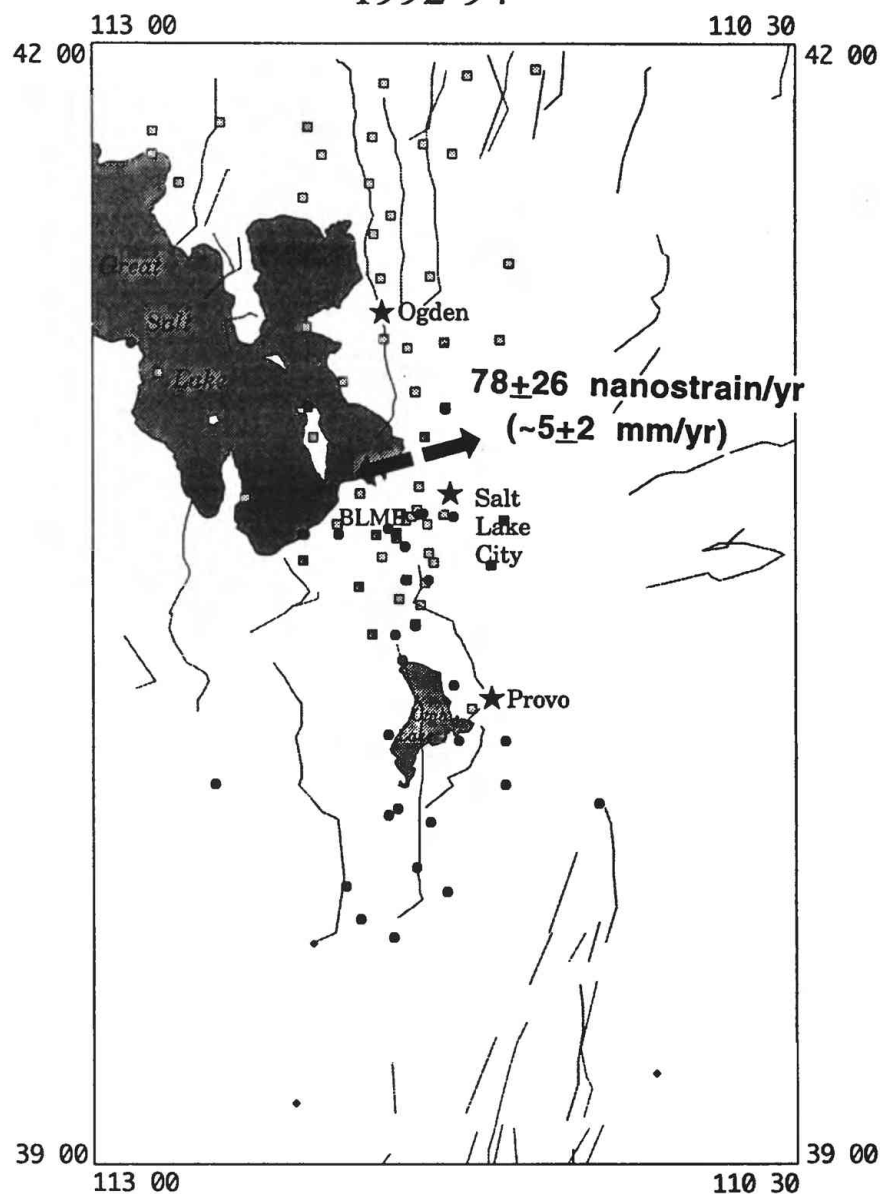 113 00
110 30
42 00
42 00
Great
Salt
Lake
Ogden
78±26 nanostrain/yr
(~5±2 mm/yr)
BLME
Salt
Lake
City
Provo
39 00
39 00
113 00
110 30